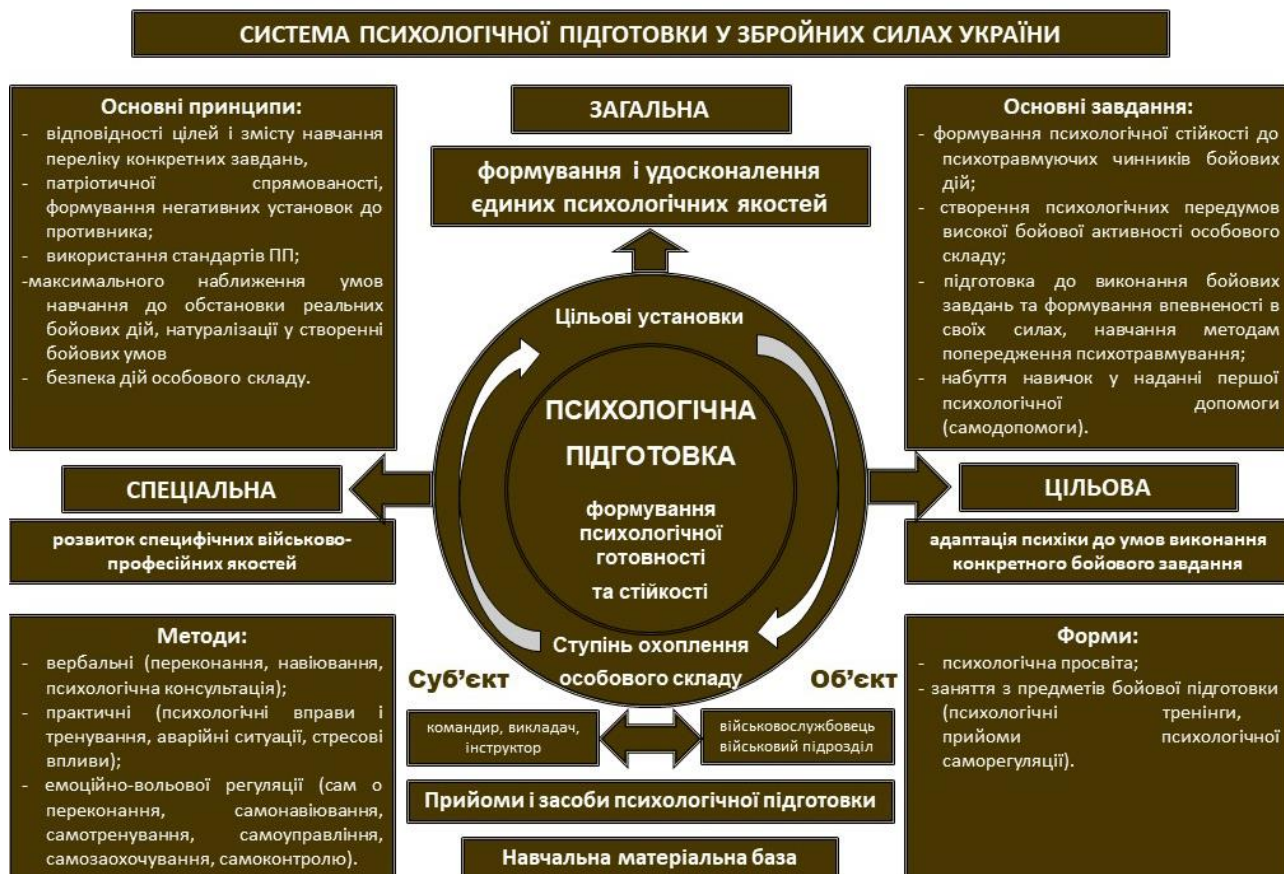 СИСТЕМА ПСИХОЛОГІЧНОЇ ПІДГОТОВКИ У ЗБРОЙНИХ СИЛАХ УКРАЇНИ
Основні принципи:
- відповідності цілей і змісту навчання
переліку конкретних завдань,
- патріотичної спрямованості,
формування негативних установок до
противника;
- використання стандартів ПП;
-максимального наближення умов
навчання до обстановки реальних
бойових дій, натуралізації у створенні
бойових умов
- безпека дій особового складу.
ЗАГАЛЬНА
формування і удосконалення
єдиних психологічних якостей
Основні завдання:
- формування психологічної стійкості до
психотравмуючих чинників бойових
дій;
- створення психологічних передумов
високої бойової активності особового
складу;
- підготовка до виконання бойових
завдань та формування впевненості в
своїх силах, навчання методам
попередження психотравмування;
- набуття навичок у наданні першої
психологічної допомоги
(самодопомоги).
Цільові установки
ПСИХОЛОГІЧНА
ПІДГОТОВКА
формування
психологічної
готовності
та стійкості
Ступінь охоплення
особового складу
СПЕЦІАЛЬНА
розвиток специфічних військово-
професійних якостей
ЦІЛЬОВА
адаптація психіки до умов виконання
конкретного бойового завдання
Методи:
- вербальні (переконання, навіювання,
психологічна консультація);
- практичні (психологічні вправи і
тренування, аварійні ситуації, стресові
впливи);
- емоційно-вольової регуляції (сам о
переконання, самонавіювання,
самотренування, самоуправління,
самозаохочування, самоконтролю).
Суб'єкт
Об'єкт
командир, викладач,
інструктор
військовослужбовець
військовий підрозділ
Прийоми і засоби психологічної підготовки
Навчальна матеріальна база
Форми:
- психологічна просвіта;
- заняття з предметів бойової підготовки
(психологічні тренінги,
прийоми психологічної
саморегуляції).